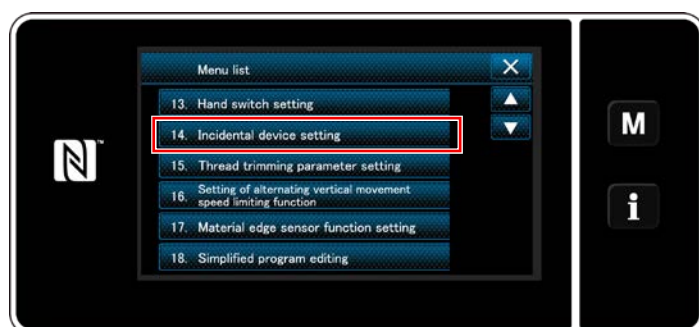 Menu list
13. Hand switch setting
14. Incidental device setting
15. Thread trimming parameter setting
16. Setting of alternating vertical movement
speed limiting function
17. Material edge sensor function setting
18. Simplified program editing
M
i